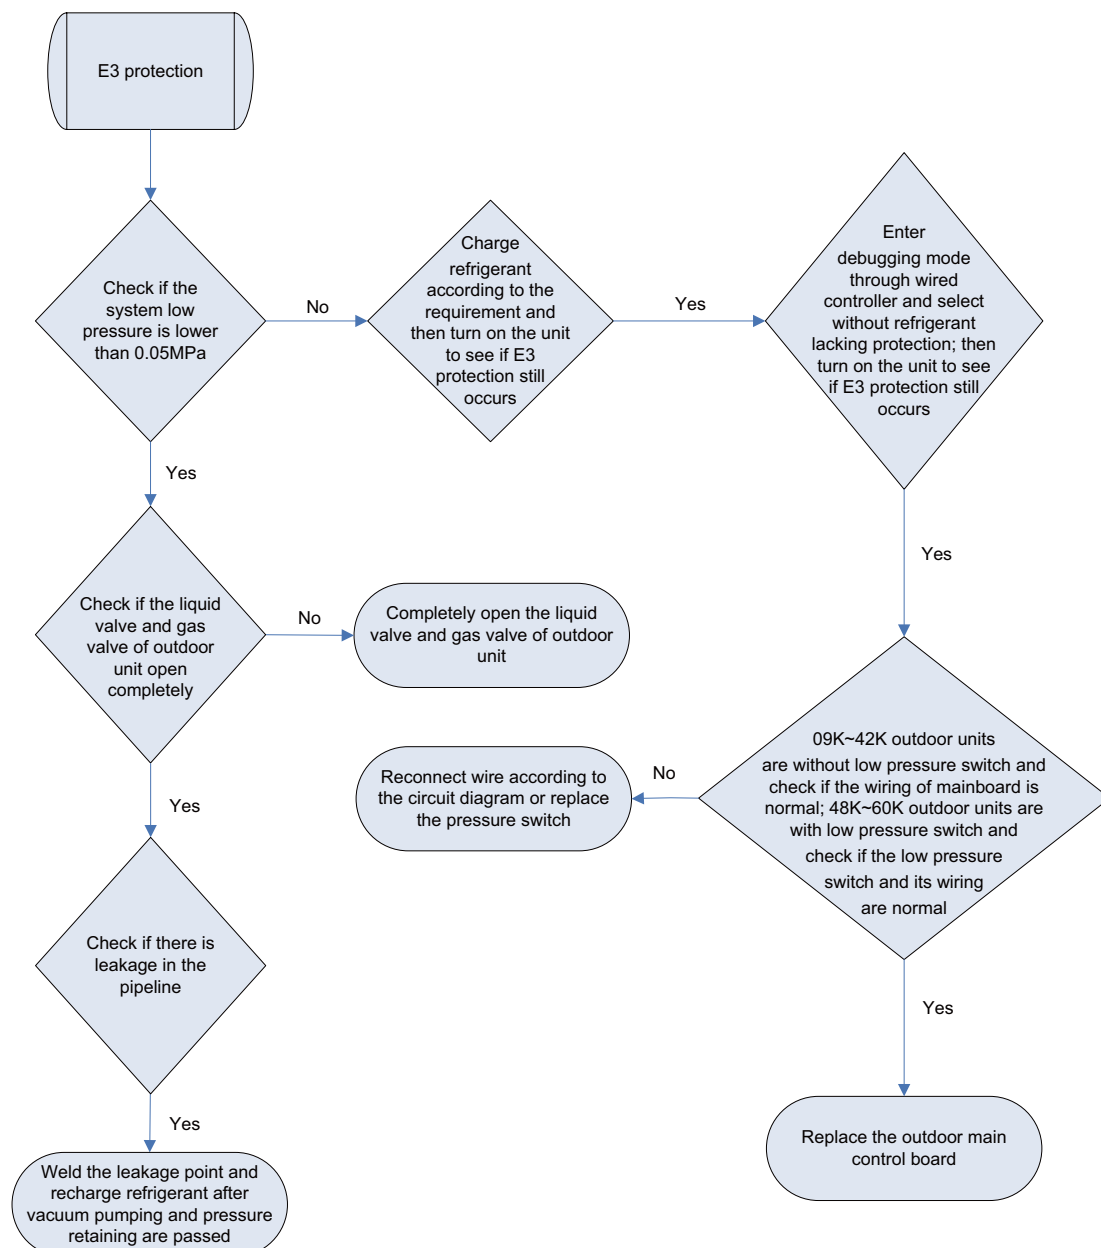 E3 protection
Check if the
system low
pressure is lower
than 0.05MPa
No
Charge
refrigerant
according to the
requirement and
then turn on the unit
to see if E3
protection still
occurs
Yes
Enter
debugging mode
through wired
controller and select
without refrigerant
lacking protection; then
turn on the unit to see
if E3 protection still
occurs
Yes
Yes
Check if the liquid
valve and gas
valve of outdoor
unit open
completely
No
Completely open the liquid
valve and gas valve of outdoor
unit
09K~42K outdoor units
are without low pressure switch and
check if the wiring of mainboard is
normal; 48K~60K outdoor units are
with low pressure switch and
check if the low pressure
switch and its wiring
are normal
No
Reconnect wire according to
the circuit diagram or replace
the pressure switch
Yes
Check if there is
leakage in the
pipeline
Yes
Yes
Weld the leakage point and
recharge refrigerant after
vacuum pumping and pressure
retaining are passed
Replace the outdoor main
control board